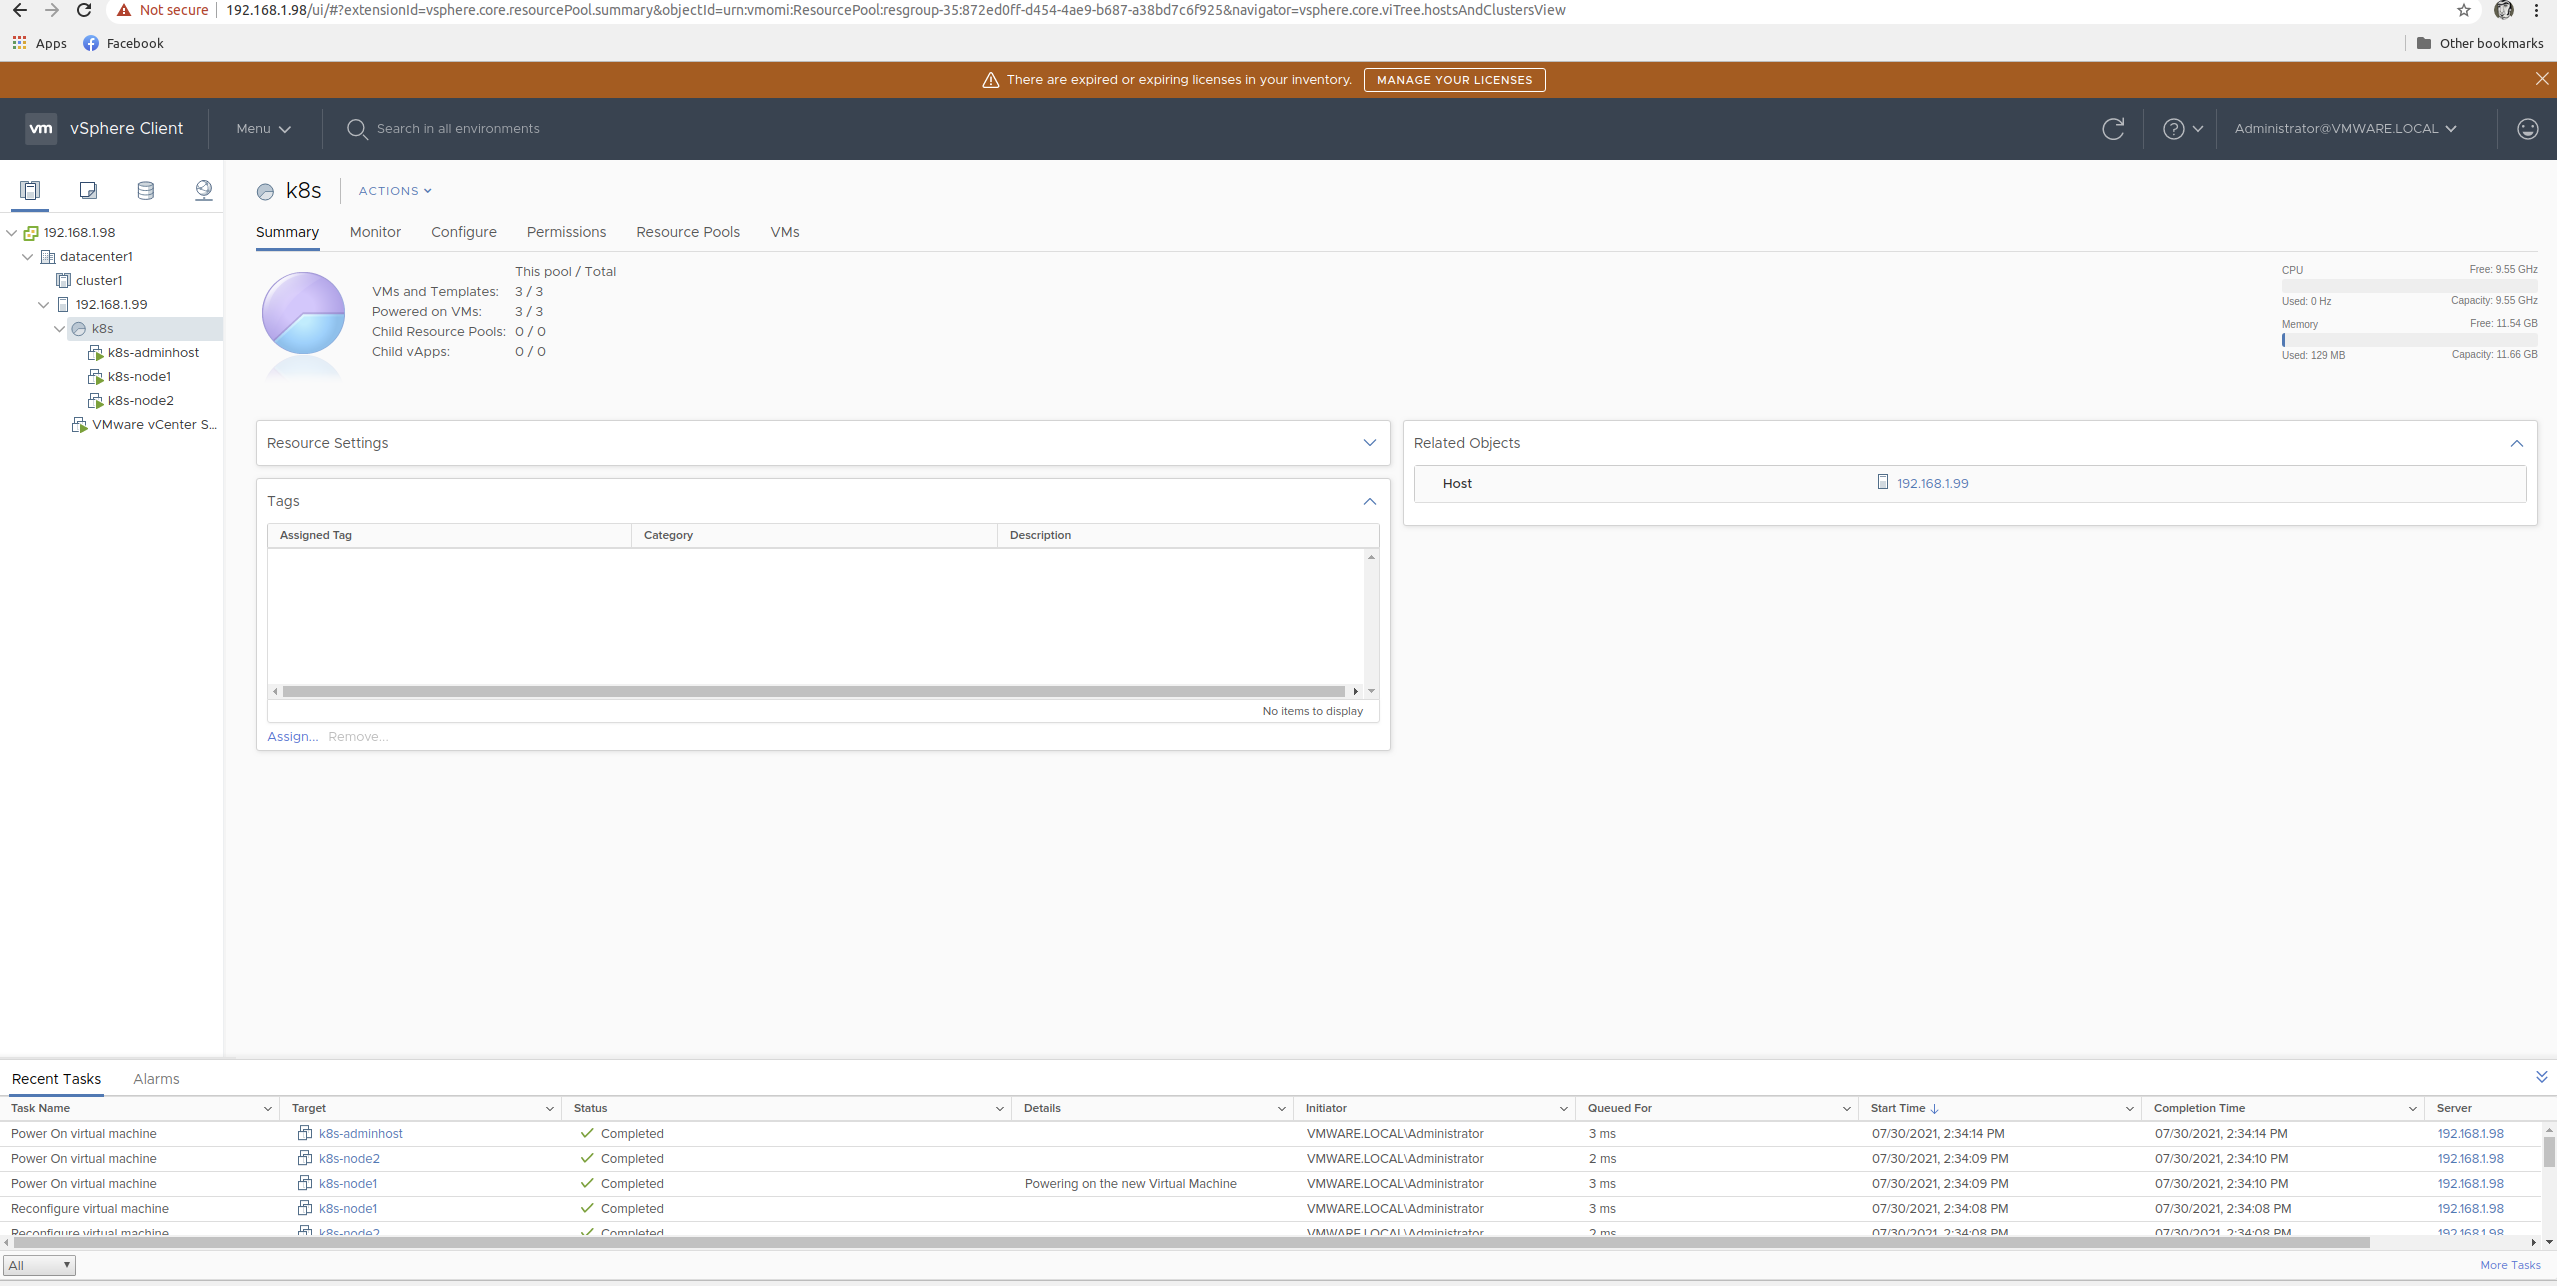 Not secure 192.168.1.98/ui/#?extensionId=vsphere.core.resourcePool.summary&objectId=urn:vmomi:ResourcePool:resgroup-35:872ed0ff-d454-4ae9-b687-a38bd7c6f925&navigator=vsphere.core.viTree.hostsAndClustersView
Apps Facebook Other bookmarks
There are expired or expiring licenses in your inventory. MANAGE YOUR LICENSES
vm vSphere Client Menu Search in all environments Administrator@VMWARE.LOCAL
192.168.1.98
datacenter1
cluster1
192.168.1.99
k8s
k8s-adminhost
k8s-node1
k8s-node2
VMware vCenter S...
k8s ACTIONS
Summary Monitor Configure Permissions Resource Pools VMs
This pool / Total
VMs and Templates: 3 / 3
Powered on VMs: 3 / 3
Child Resource Pools: 0 / 0
Child vApps: 0 / 0
CPU Free: 9.55 GHz
Used: 0 Hz Capacity: 9.55 GHz
Memory Free: 11.54 GB
Used: 129 MB Capacity: 11.66 GB
Resource Settings
Tags
Assigned Tag Category Description
No items to display
Assign... Remove...
Related Objects
Host 192.168.1.99
Recent Tasks Alarms
Task Name Target Status Details Initiator Queued For Start Time Completion Time Server
Power On virtual machine k8s-adminhost Completed VMWARE.LOCAL\Administrator 3 ms 07/30/2021, 2:34:14 PM 07/30/2021, 2:34:14 PM 192.168.1.98
Power On virtual machine k8s-node2 Completed VMWARE.LOCAL\Administrator 2 ms 07/30/2021, 2:34:09 PM 07/30/2021, 2:34:10 PM 192.168.1.98
Power On virtual machine k8s-node1 Completed Powering on the new Virtual Machine VMWARE.LOCAL\Administrator 3 ms 07/30/2021, 2:34:09 PM 07/30/2021, 2:34:10 PM 192.168.1.98
Reconfigure virtual machine k8s-node1 Completed VMWARE.LOCAL\Administrator 3 ms 07/30/2021, 2:34:08 PM 07/30/2021, 2:34:08 PM 192.168.1.98
Reconfigure virtual machine k8s-node2 Completed VMWARE.LOCAL\Administrator 2 ms 07/30/2021, 2:34:08 PM 07/30/2021, 2:34:08 PM 192.168.1.98
All More Tasks